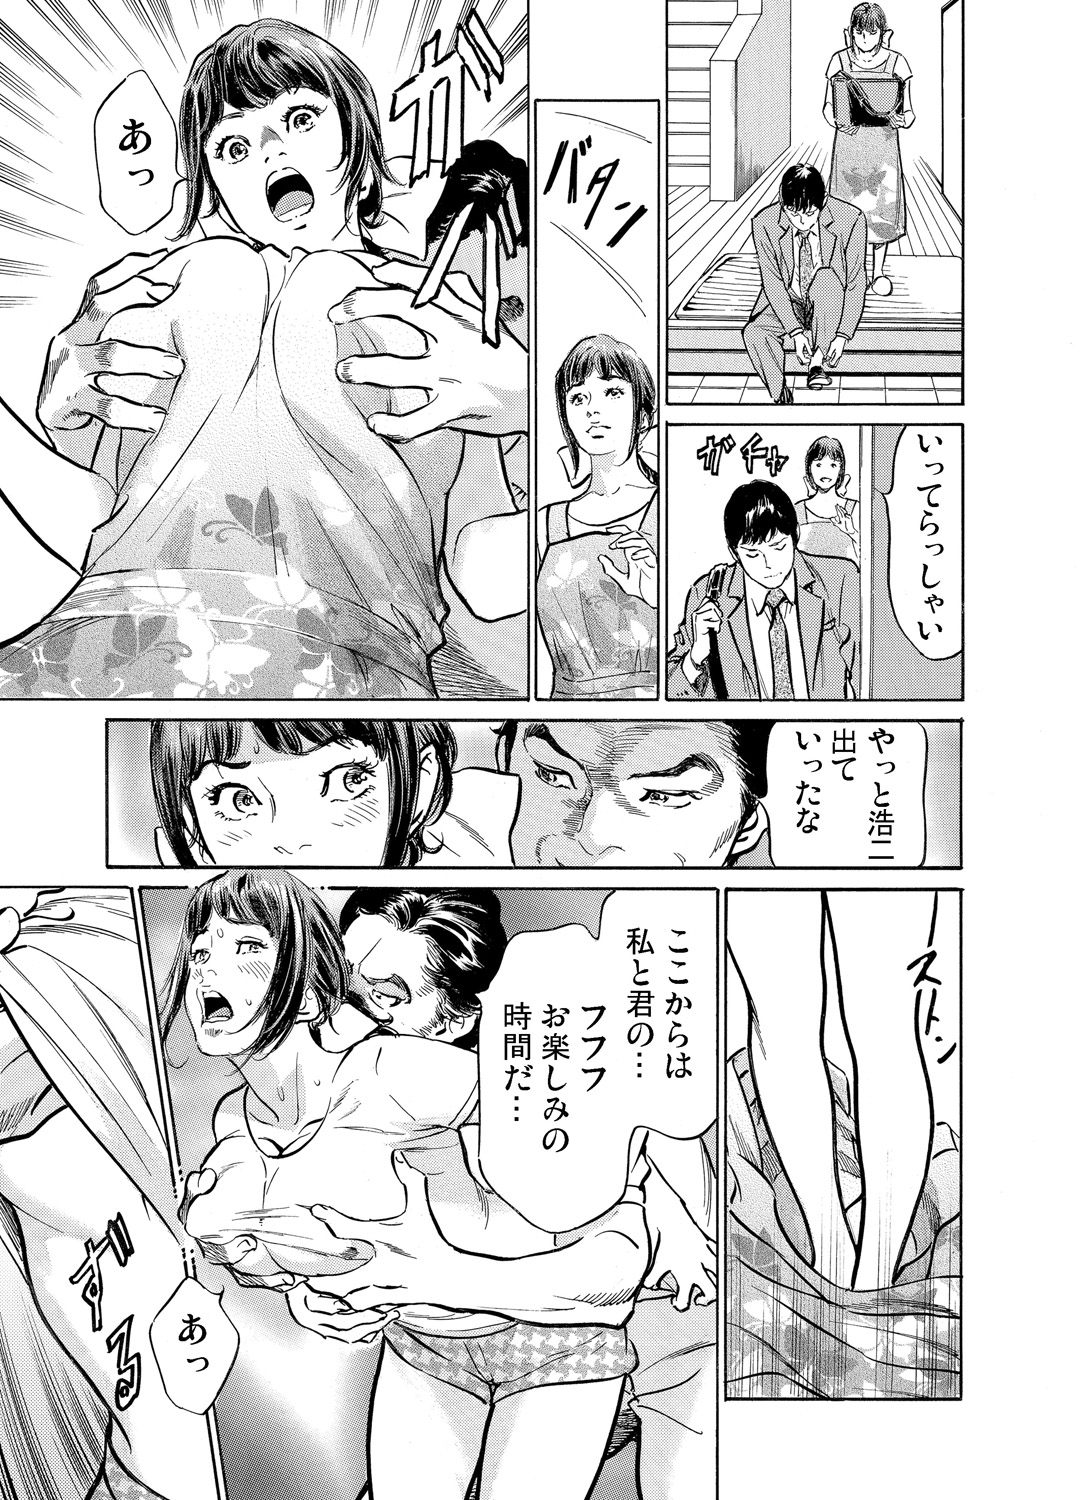 いってらっしゃい
ガチャ
バタン
ガバッ
あっ
やっと浩二
出て
いったな
ストン
ここからは
私と君の…
フフフ
お楽しみの
時間だ…
あっ
ずる